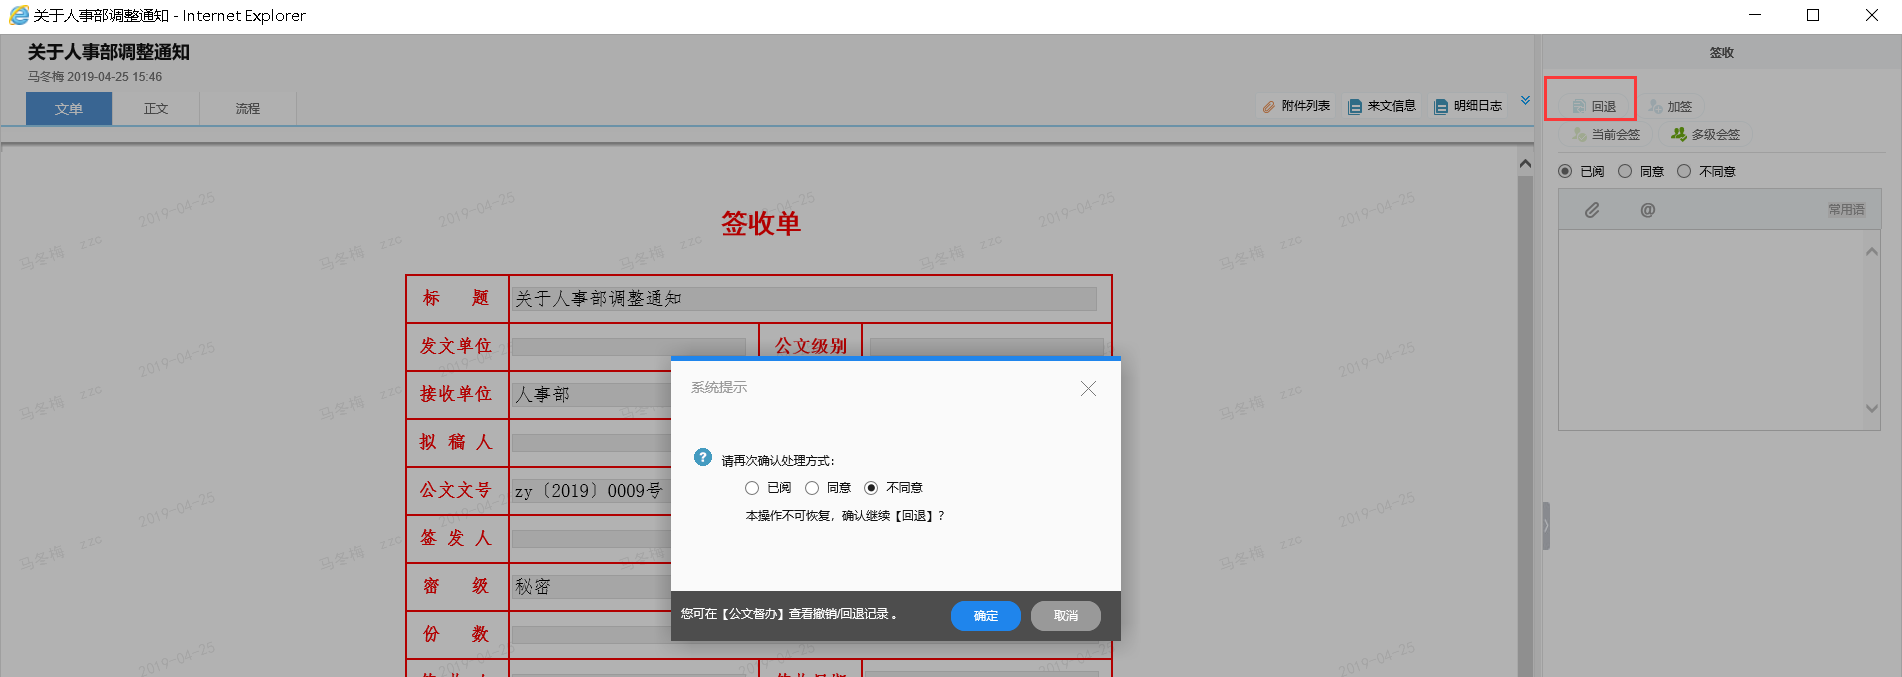 关于人事部调整通知 - Internet Explorer
关于人事部调整通知
马冬梅 2019-04-25 15:46
文单 正文 流程
附件列表 来文信息 明细日志
签收
回退 加签
当前会签 多级会签
已阅 同意 不同意
@ 常用语
签收单
标 题 关于人事部调整通知
发文单位 公文级别
接收单位 人事部
拟 稿 人
公文文号 zy〔2019〕0009号
签 发 人
密 级 秘密
份 数
系统提示
请再次确认处理方式:
已阅 同意 不同意
本操作不可恢复,确认继续【回退】?
您可在【公文督办】查看撤销/回退记录。
确定 取消
马冬梅 zzc 2019-04-25